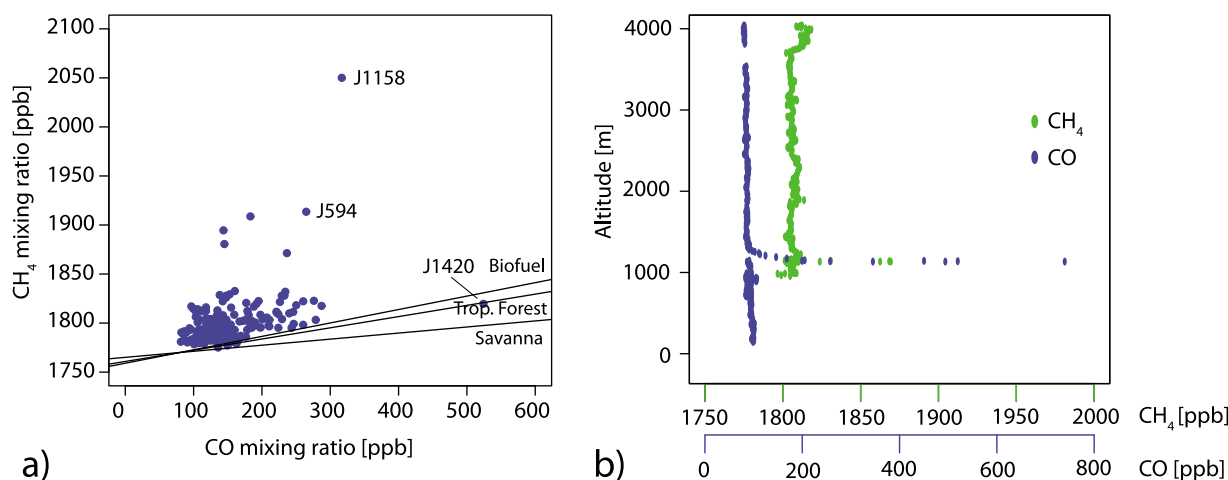 2100
2050
2000
1950
1900
1850
1800
1750
CH₄ mixing ratio [ppb]
J1158
J594
J1420
Biofuel
Trop. Forest
Savanna
0 100 200 300 400 500 600
CO mixing ratio [ppb]
a)
4000
3000
2000
1000
0
Altitude [m]
CH₄
CO
1750 1800 1850 1900 1950 2000 CH₄ [ppb]
0 200 400 600 800 CO [ppb]
b)